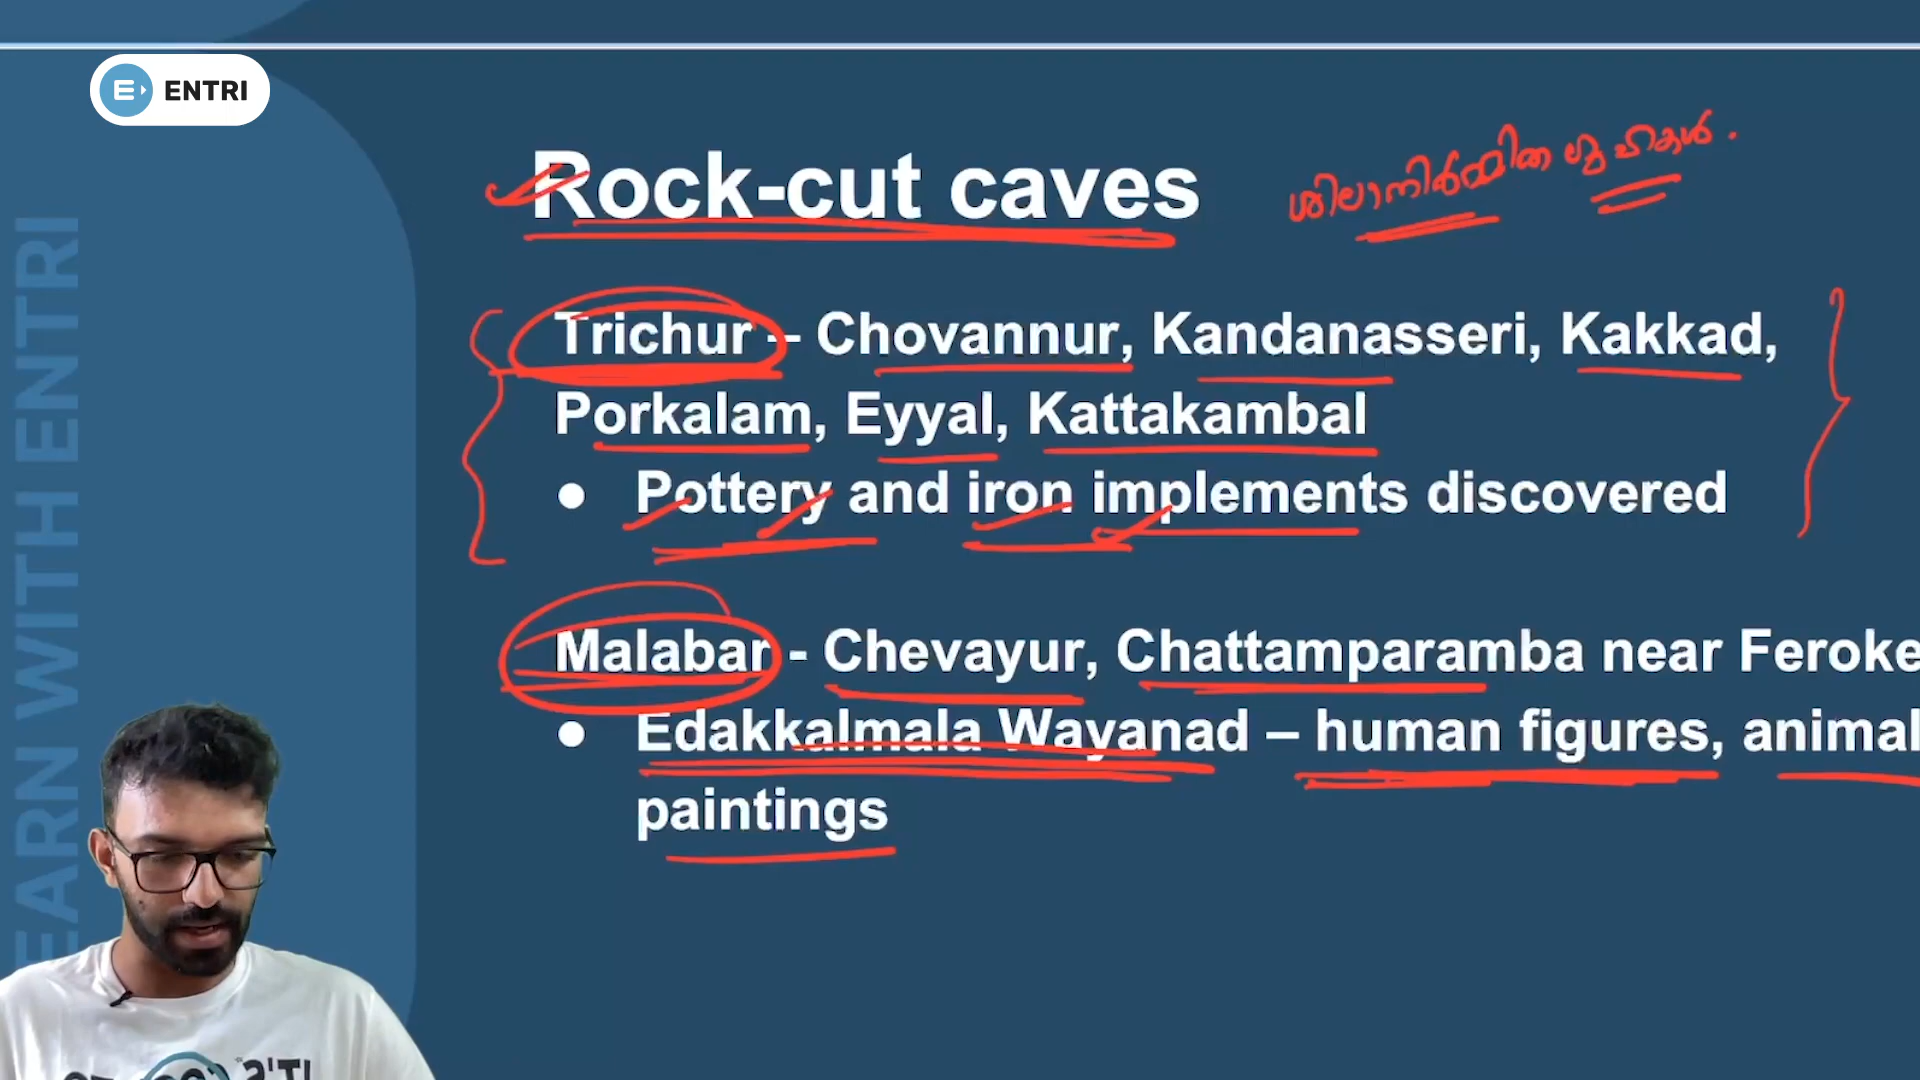 ENTRI
Rock-cut caves
ശിലാനിർമ്മിത ഗുഹകൾ.
Trichur – Chovannur, Kandanasseri, Kakkad,
Porkalam, Eyyal, Kattakambal
● Pottery and iron implements discovered
Malabar - Chevayur, Chattamparamba near Feroke
● Edakkalmala Wayanad – human figures, animal
paintings
EARN WITH ENTRI